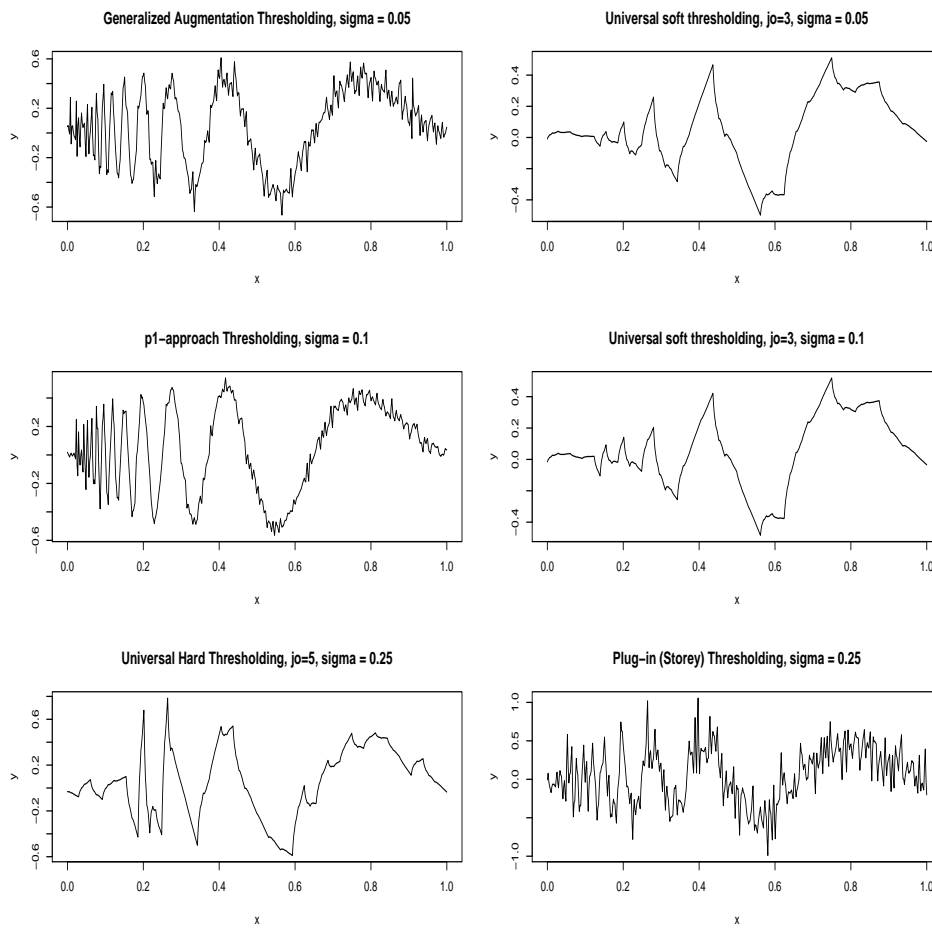 Generalized Augmentation Thresholding, sigma = 0.05
y
−0.6 −0.2 0.2 0.6
0.0 0.2 0.4 0.6 0.8 1.0
x
Universal soft thresholding, jo=3, sigma = 0.05
y
−0.4 0.0 0.2 0.4
0.0 0.2 0.4 0.6 0.8 1.0
x
p1−approach Thresholding, sigma = 0.1
y
−0.6 −0.2 0.2
0.0 0.2 0.4 0.6 0.8 1.0
x
Universal soft thresholding, jo=3, sigma = 0.1
y
−0.4 0.0 0.2 0.4
0.0 0.2 0.4 0.6 0.8 1.0
x
Universal Hard Thresholding, jo=5, sigma = 0.25
y
−0.6 −0.2 0.2 0.6
0.0 0.2 0.4 0.6 0.8 1.0
x
Plug−in (Storey) Thresholding, sigma = 0.25
y
−1.0 0.0 0.5 1.0
0.0 0.2 0.4 0.6 0.8 1.0
x